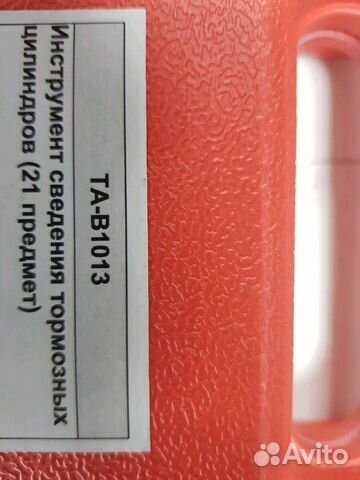 TA-B1013
Инструмент сведения тормозных
цилиндров (21 предмет)
Avito